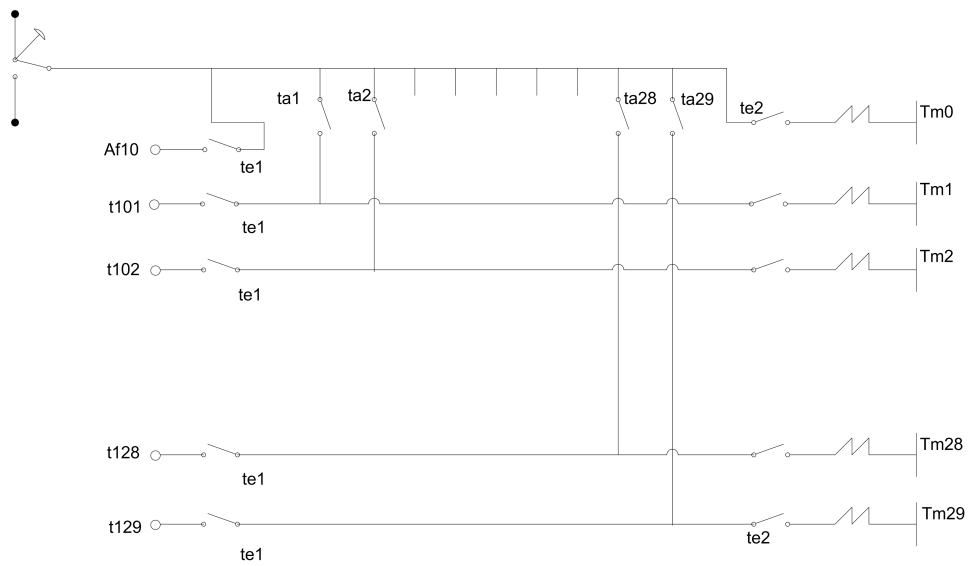 ta1 ta2 ta28 ta29 te2 Tm0
Af10 te1
t101 te1 Tm1
t102 te1 Tm2
t128 te1 Tm28
t129 te1 te2 Tm29